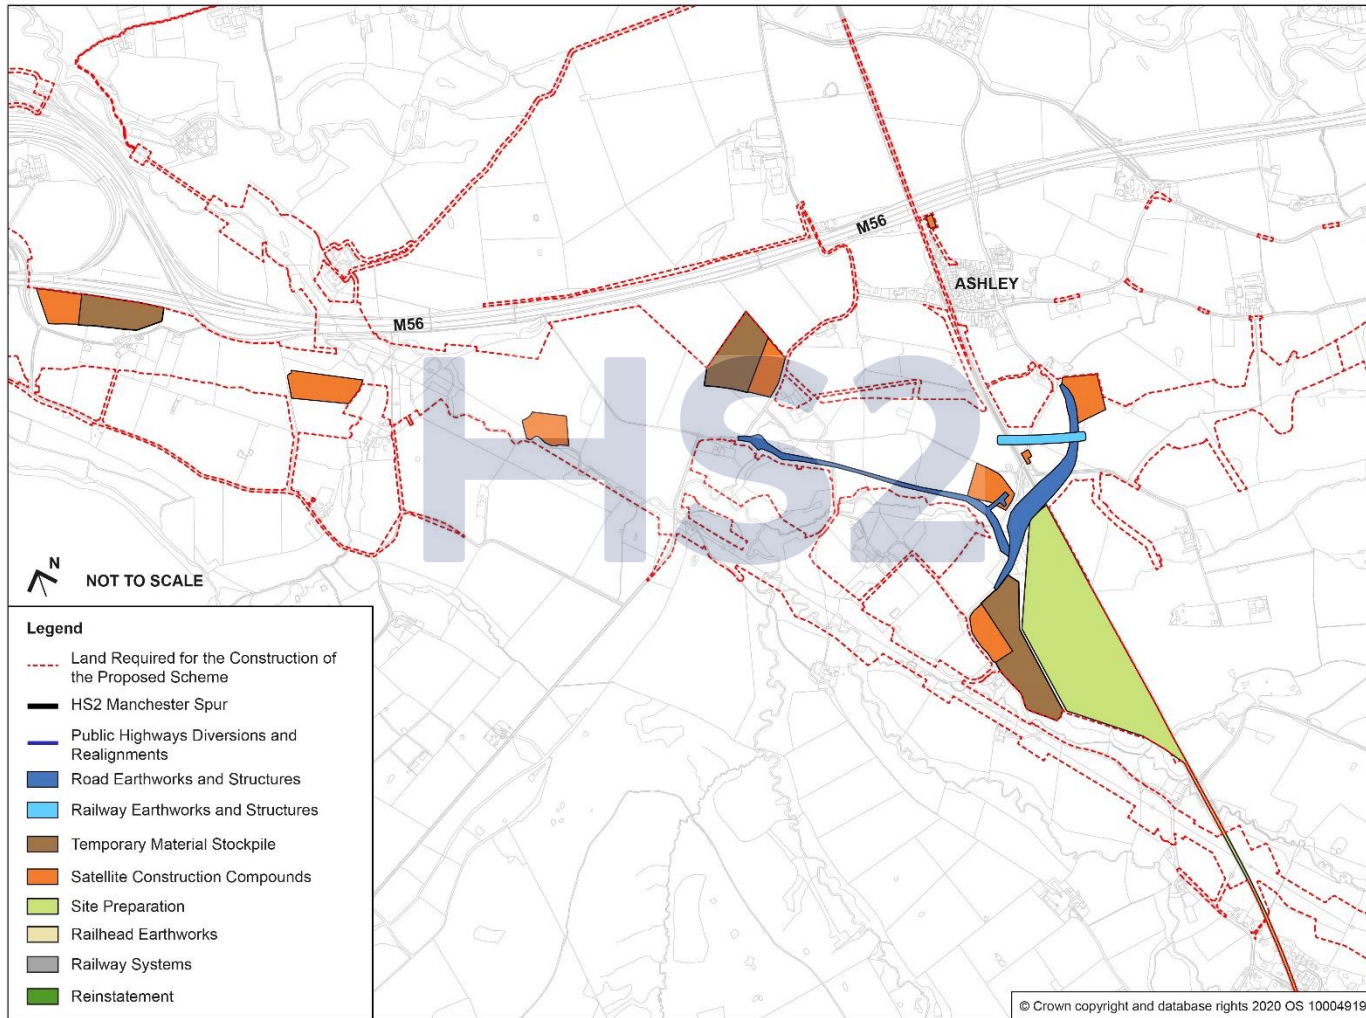 M56
ASHLEY
M56
HS2
N
NOT TO SCALE
Legend
Land Required for the Construction of
the Proposed Scheme
HS2 Manchester Spur
Public Highways Diversions and
Realignments
Road Earthworks and Structures
Railway Earthworks and Structures
Temporary Material Stockpile
Satellite Construction Compounds
Site Preparation
Railhead Earthworks
Railway Systems
Reinstatement
© Crown copyright and database rights 2020 OS 10004919